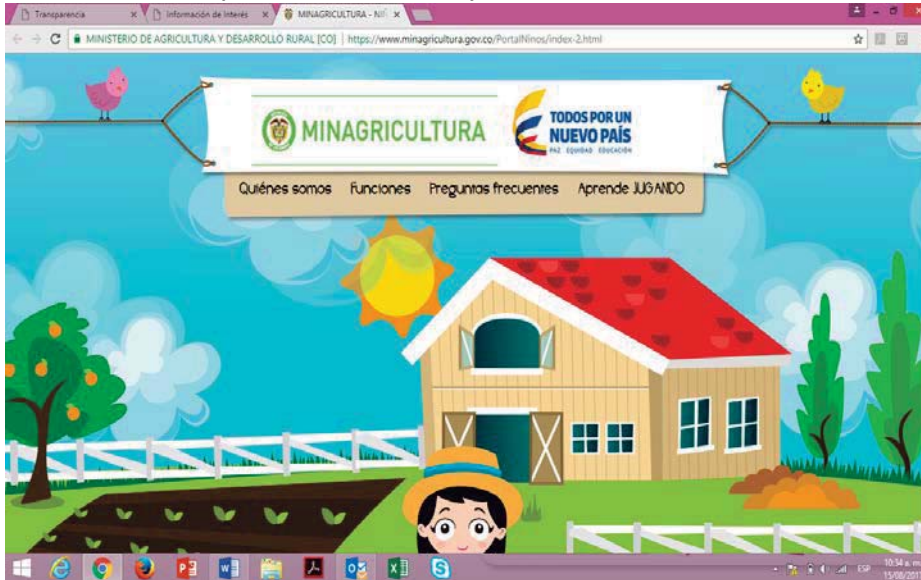 Transparencia
Información de Interés
MINAGRICULTURA - NIÑ
MINISTERIO DE AGRICULTURA Y DESARROLLO RURAL [CO]
https://www.minagricultura.gov.co/PortalNinos/index-2.html
MINAGRICULTURA
TODOS POR UN
NUEVO PAÍS
PAZ EQUIDAD EDUCACIÓN
Quiénes somos
Funciones
Preguntas frecuentes
Aprende JUGANDO
ESP
10:34 a. m.